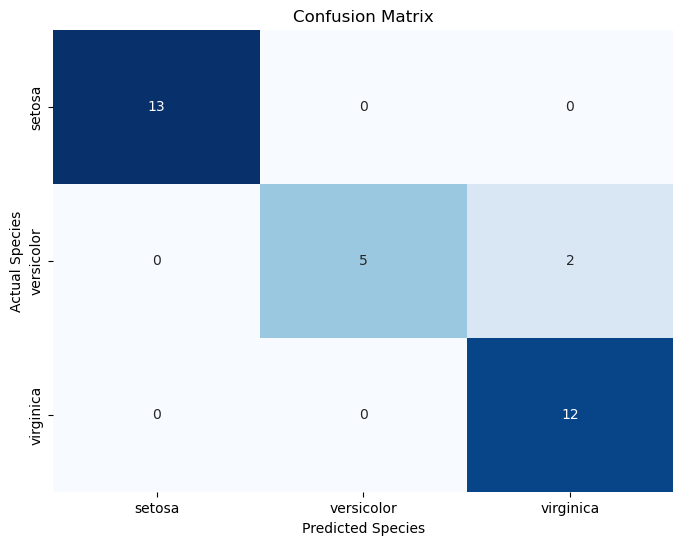 Confusion Matrix
Actual Species
setosa
13 0 0
versicolor
0 5 2
virginica
0 0 12
setosa versicolor virginica
Predicted Species